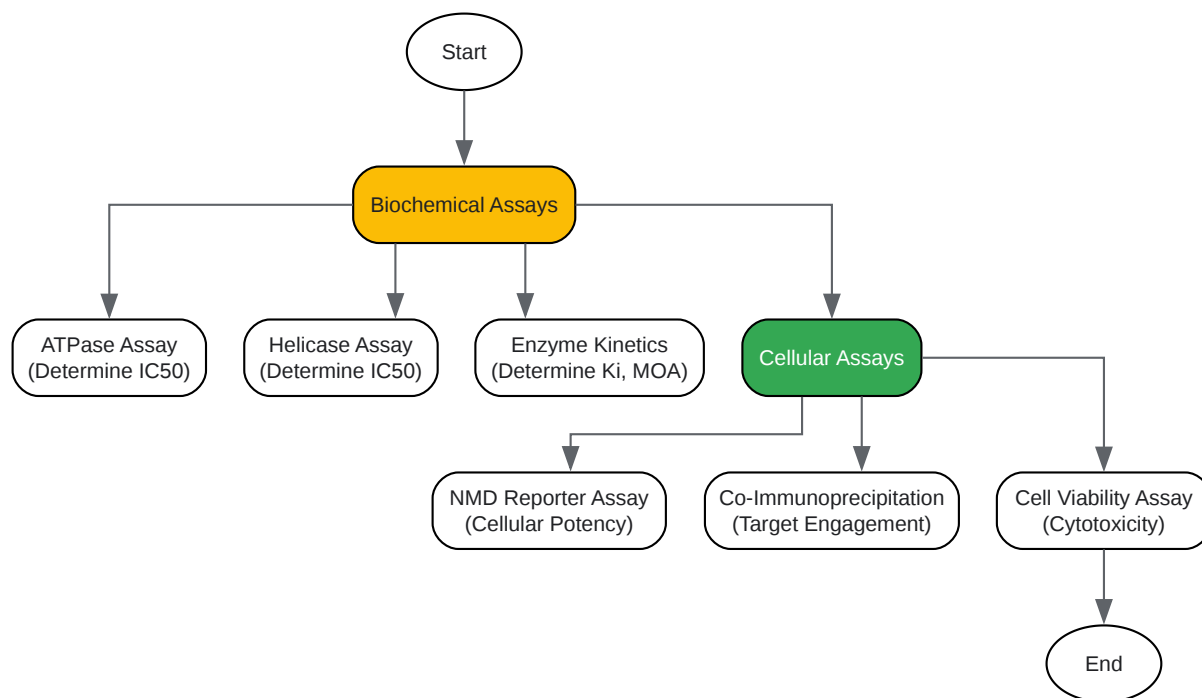 Start
Biochemical Assays
ATPase Assay
(Determine IC50)
Helicase Assay
(Determine IC50)
Enzyme Kinetics
(Determine Ki, MOA)
Cellular Assays
NMD Reporter Assay
(Cellular Potency)
Co-Immunoprecipitation
(Target Engagement)
Cell Viability Assay
(Cytotoxicity)
End